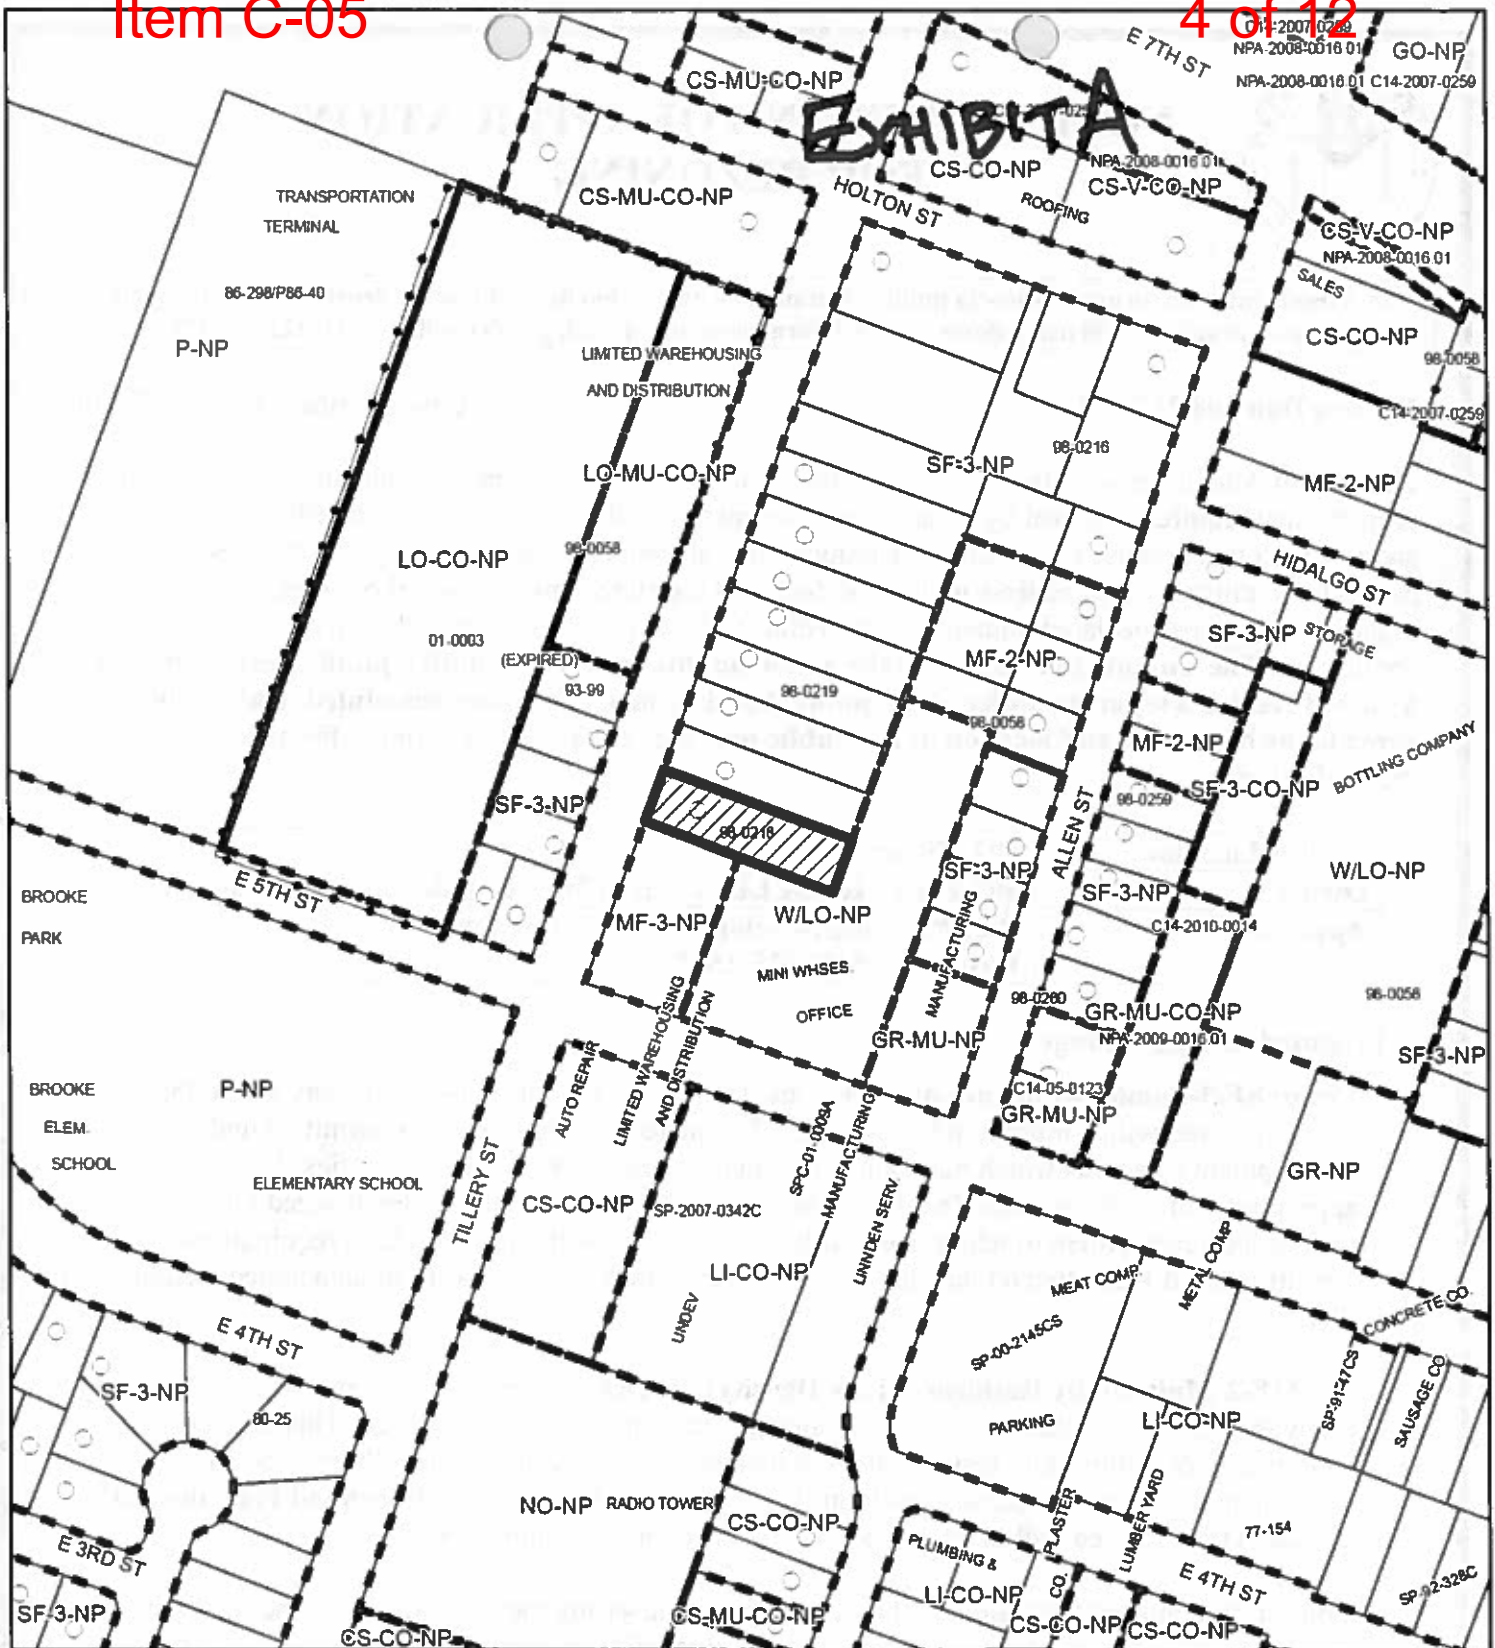 Item C-05
4 of 12
E 7TH ST
C14-2007-0259
NPA-2008-0016.01
GO-NP
NPA-2008-0016.01 C14-2007-0259
CS-MU-CO-NP
EXHIBIT A
NPA-2008-0016.01
CS-CO-NP
CS-V-CO-NP
CS-MU-CO-NP
HOLTON ST
ROOFING
TRANSPORTATION
TERMINAL
CS-V-CO-NP
NPA-2008-0016.01
SALES
86-298/P86-40
P-NP
CS-CO-NP
98-0058
LIMITED WAREHOUSING
AND DISTRIBUTION
C14-2007-0259
98-0216
SF-3-NP
LO-MU-CO-NP
MF-2-NP
LO-CO-NP
98-0058
HIDALGO ST
01-0003
(EXPIRED)
SF-3-NP
STORAGE
MF-2-NP
93-99
98-0219
98-0058
MF-2-NP
BOTTLING COMPANY
SF-3-NP
98-0259
SF-3-CO-NP
98-0218
ALLEN ST
SF-3-NP
W/LO-NP
E 5TH ST
BROOKE
PARK
SF-3-NP
MF-3-NP
W/LO-NP
C14-2010-0014
MANUFACTURING
MINI WHSES
OFFICE
98-0260
98-0058
GR-MU-CO-NP
NPA-2009-0016.01
GR-MU-NP
SF-3-NP
LIMITED WAREHOUSING
AND DISTRIBUTION
AUTO REPAIR
BROOKE
ELEM.
SCHOOL
P-NP
C14-05-0123
GR-MU-NP
SPC-01-0009A
MANUFACTURING
ELEMENTARY SCHOOL
TILLERY ST
GR-NP
CS-CO-NP
SP-2007-0342C
LINNDEN SERV.
LI-CO-NP
MEAT COMP
METAL COMP
UNDEV
CONCRETE CO.
E 4TH ST
SP-00-2145CS
SP-91-47CS
SAUSAGE CO
SF-3-NP
80-25
PARKING
LI-CO-NP
NO-NP
RADIO TOWER
CS-CO-NP
PLASTER
CO.
LUMBER YARD
77-154
E 3RD ST
PLUMBING &
E 4TH ST
LI-CO-NP
SP-92-328C
SF-3-NP
CS-MU-CO-NP
CS-CO-NP
CS-CO-NP
CS-CO-NP